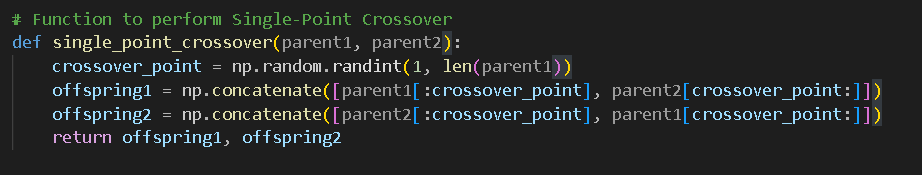 # Function to perform Single-Point Crossover
def single_point_crossover(parent1, parent2):
    crossover_point = np.random.randint(1, len(parent1))
    offspring1 = np.concatenate([parent1[:crossover_point], parent2[crossover_point:]])
    offspring2 = np.concatenate([parent2[:crossover_point], parent1[crossover_point:]])
    return offspring1, offspring2